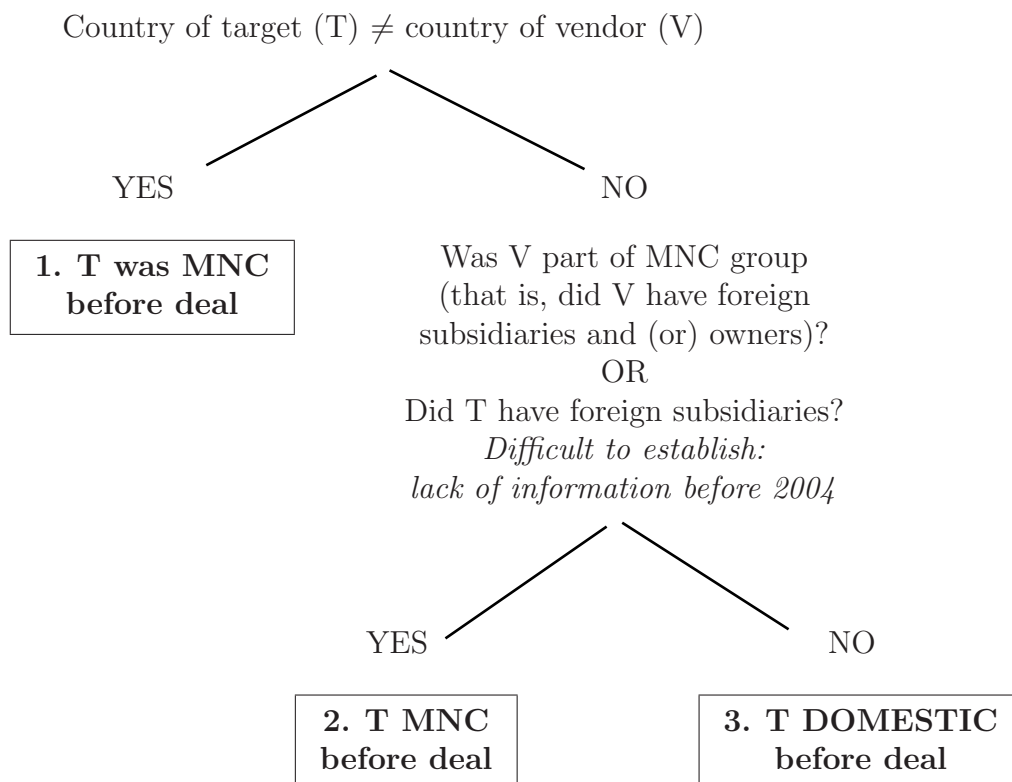 Country of target (T) ≠ country of vendor (V)
YES
NO
1. T was MNC
before deal
Was V part of MNC group
(that is, did V have foreign
subsidiaries and (or) owners)?
OR
Did T have foreign subsidiaries?
Difficult to establish:
lack of information before 2004
YES
NO
2. T MNC
before deal
3. T DOMESTIC
before deal